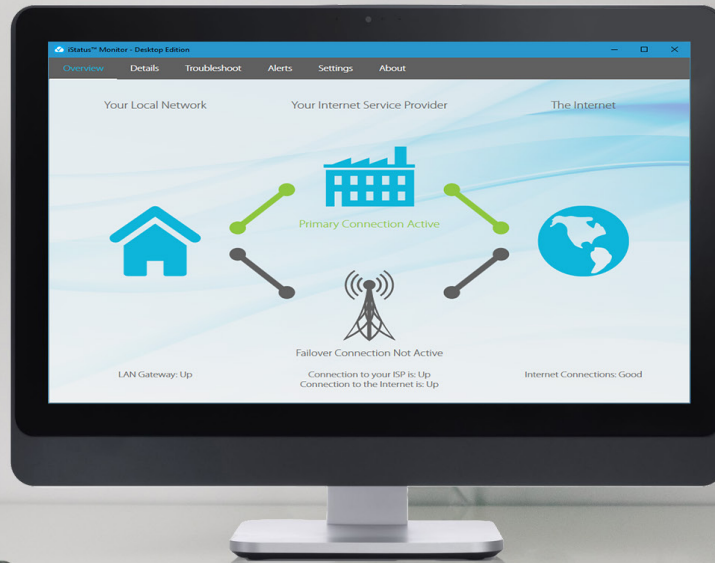 iStatus™ Monitor - Desktop Edition
Overview Details Troubleshoot Alerts Settings About
Your Local Network Your Internet Service Provider The Internet
Primary Connection Active
Failover Connection Not Active
LAN Gateway: Up Connection to your ISP is: Up Internet Connections: Good
Connection to the Internet is: Up